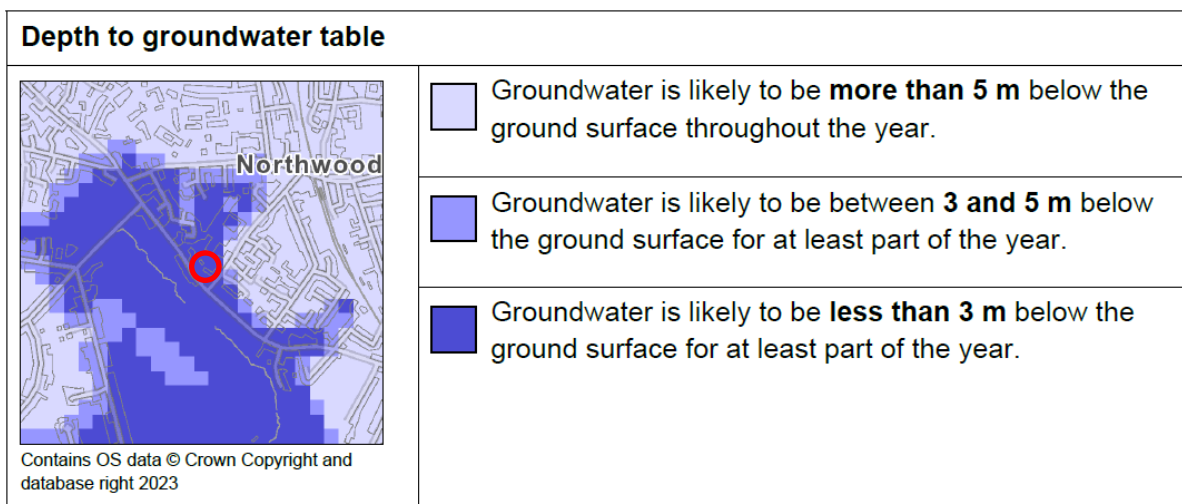 Depth to groundwater table
Northwood
Groundwater is likely to be more than 5 m below the
ground surface throughout the year.
Groundwater is likely to be between 3 and 5 m below
the ground surface for at least part of the year.
Groundwater is likely to be less than 3 m below the
ground surface for at least part of the year.
Contains OS data © Crown Copyright and
database right 2023